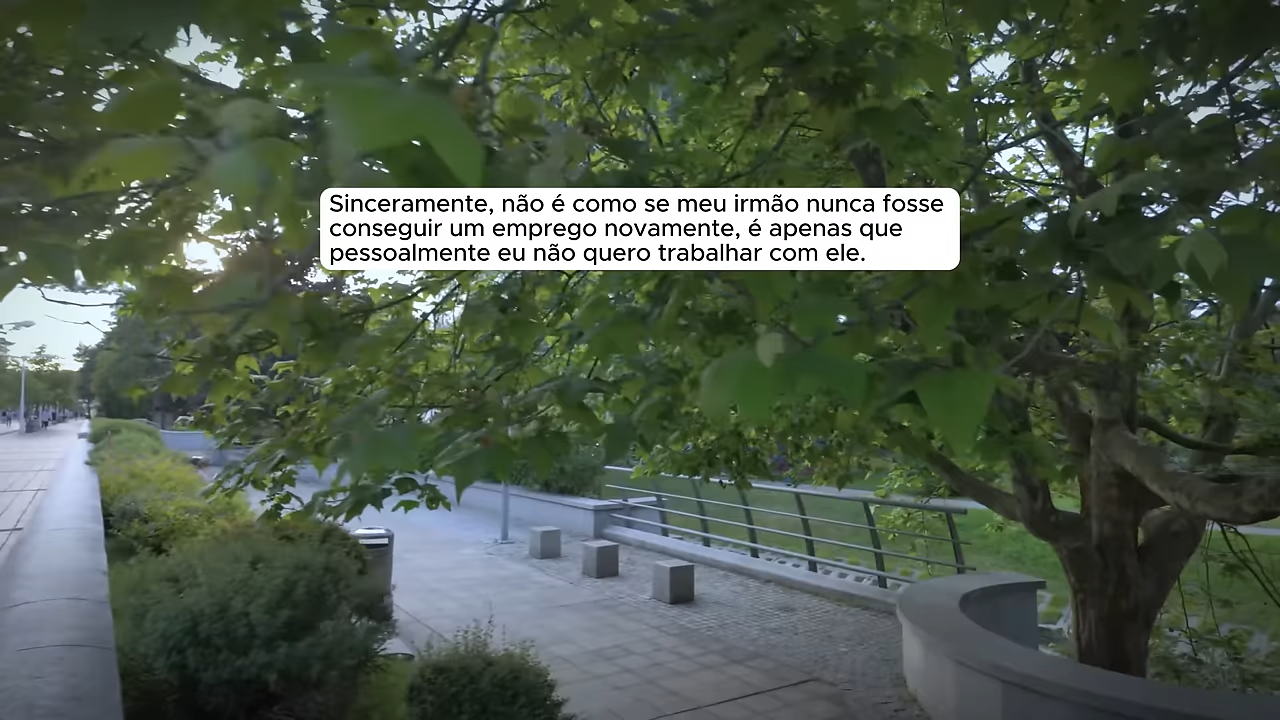 Sinceramente, não é como se meu irmão nunca fosse
conseguir um emprego novamente, é apenas que
pessoalmente eu não quero trabalhar com ele.